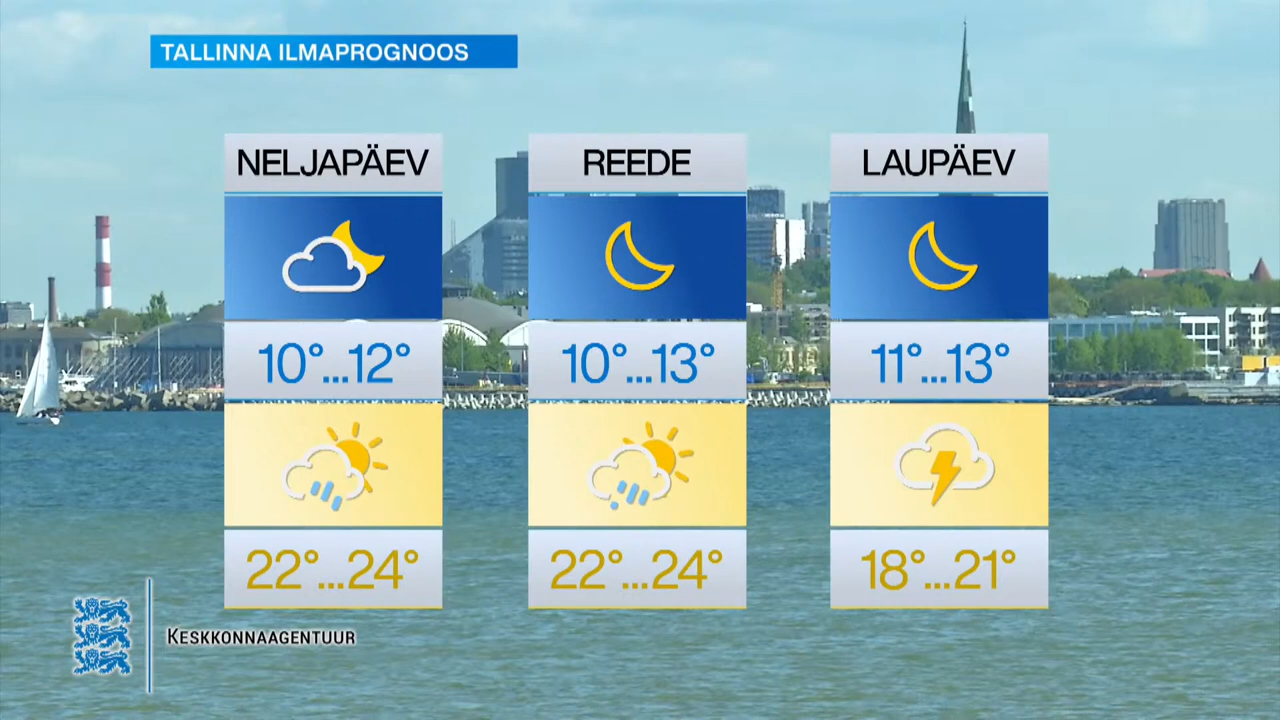 TALLINNA ILMAPROGNOOS
NELJAPÄEV
10°...12°
22°...24°
REEDE
10°...13°
22°...24°
LAUPÄEV
11°...13°
18°...21°
KESKKONNAAGENTUUR